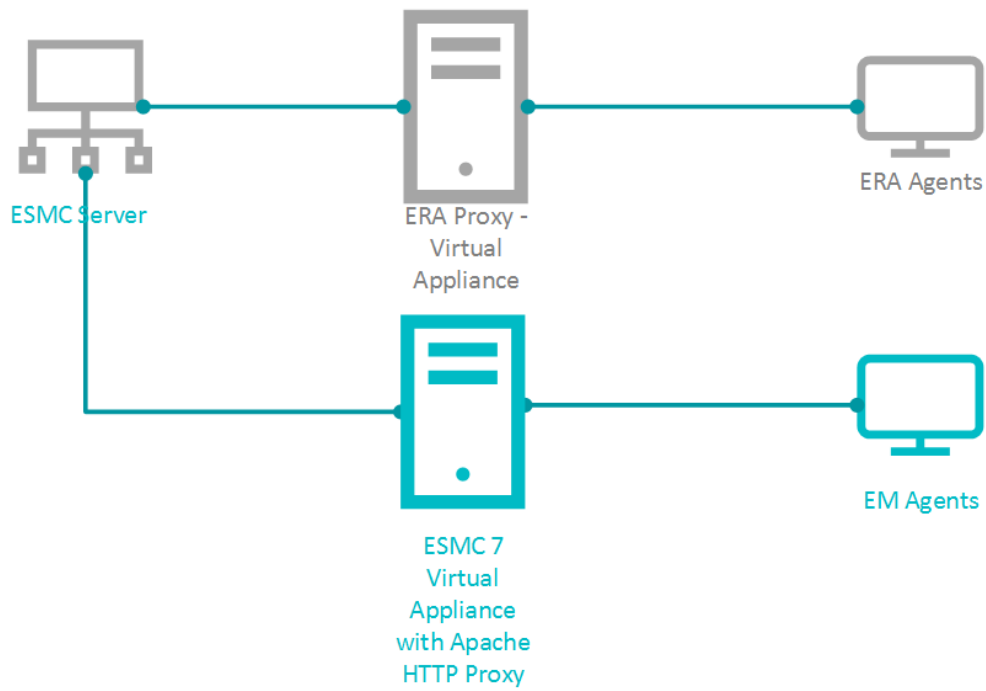 ESMC Server
ERA Proxy -
Virtual
Appliance
ERA Agents
ESMC 7
Virtual
Appliance
with Apache
HTTP Proxy
EM Agents